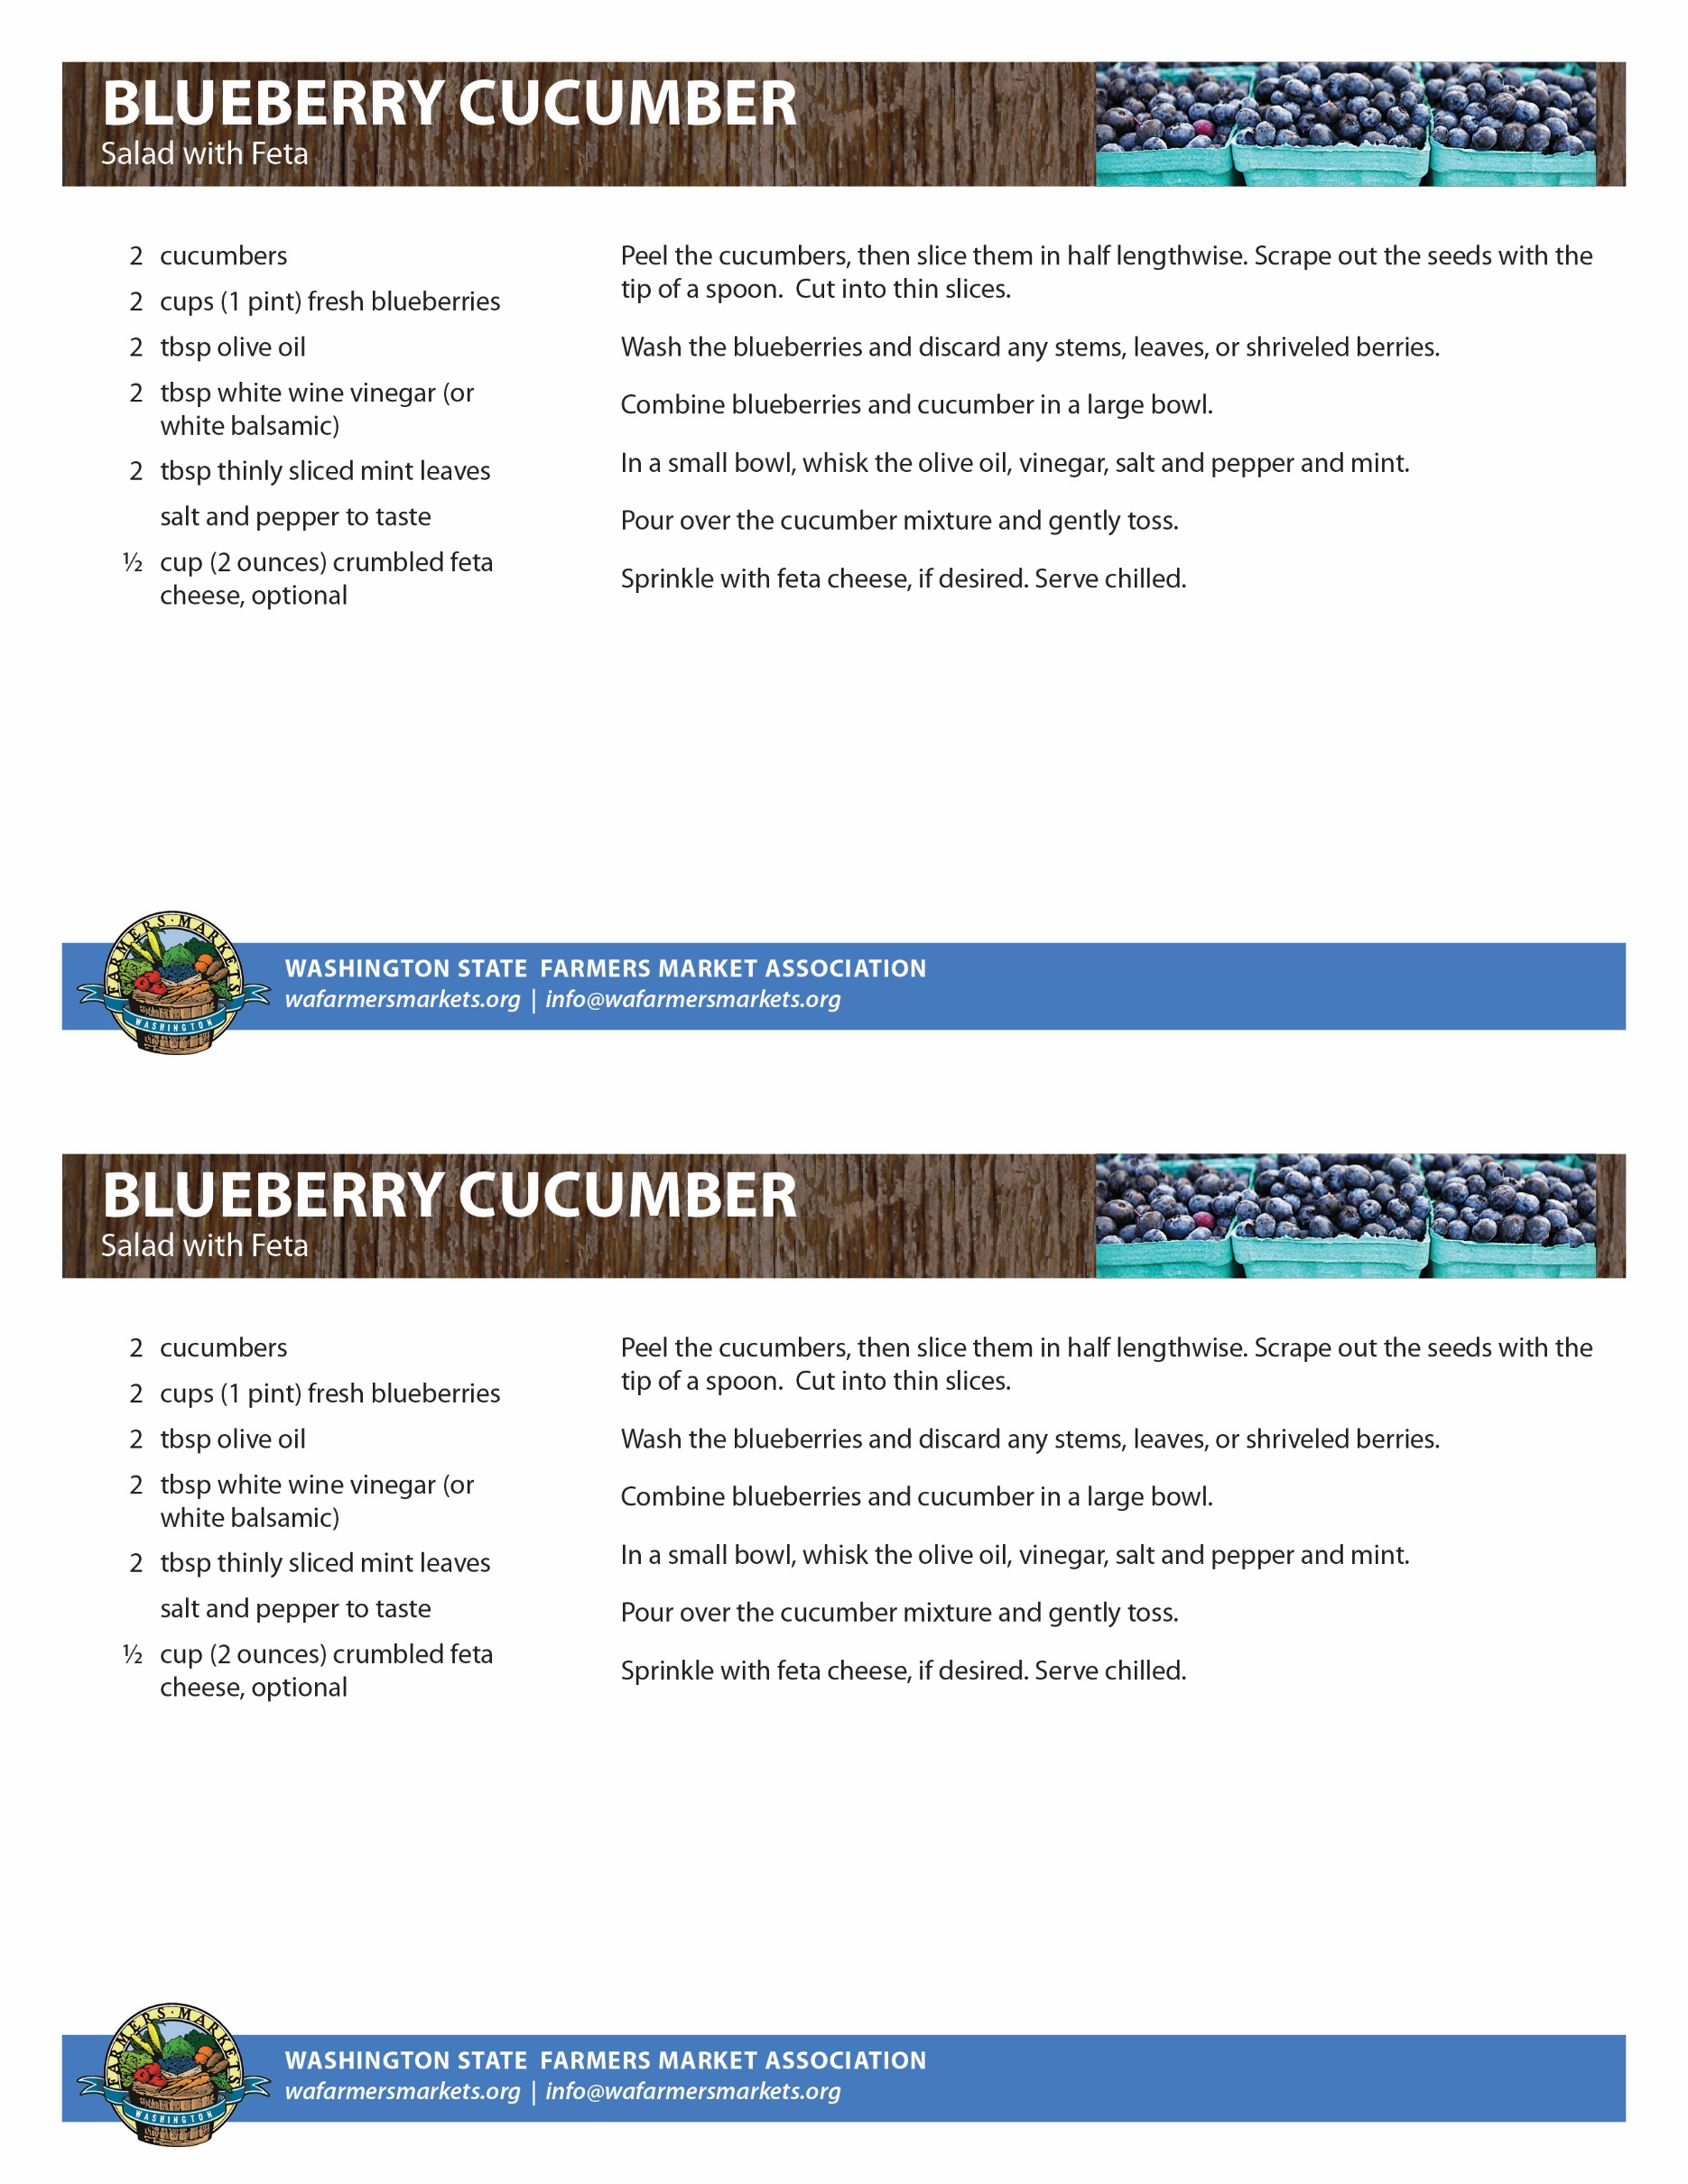 BLUEBERRY CUCUMBER
Salad with Feta
2 cucumbers
2 cups (1 pint) fresh blueberries
2 tbsp olive oil
2 tbsp white wine vinegar (or
white balsamic)
2 tbsp thinly sliced mint leaves
salt and pepper to taste
½ cup (2 ounces) crumbled feta
cheese, optional
Peel the cucumbers, then slice them in half lengthwise. Scrape out the seeds with the
tip of a spoon.  Cut into thin slices.
Wash the blueberries and discard any stems, leaves, or shriveled berries.
Combine blueberries and cucumber in a large bowl.
In a small bowl, whisk the olive oil, vinegar, salt and pepper and mint.
Pour over the cucumber mixture and gently toss.
Sprinkle with feta cheese, if desired. Serve chilled.
FARMERS·MARKETS
WASHINGTON
WASHINGTON STATE  FARMERS MARKET ASSOCIATION
wafarmersmarkets.org | info@wafarmersmarkets.org
BLUEBERRY CUCUMBER
Salad with Feta
2 cucumbers
2 cups (1 pint) fresh blueberries
2 tbsp olive oil
2 tbsp white wine vinegar (or
white balsamic)
2 tbsp thinly sliced mint leaves
salt and pepper to taste
½ cup (2 ounces) crumbled feta
cheese, optional
Peel the cucumbers, then slice them in half lengthwise. Scrape out the seeds with the
tip of a spoon.  Cut into thin slices.
Wash the blueberries and discard any stems, leaves, or shriveled berries.
Combine blueberries and cucumber in a large bowl.
In a small bowl, whisk the olive oil, vinegar, salt and pepper and mint.
Pour over the cucumber mixture and gently toss.
Sprinkle with feta cheese, if desired. Serve chilled.
FARMERS·MARKETS
WASHINGTON
WASHINGTON STATE  FARMERS MARKET ASSOCIATION
wafarmersmarkets.org | info@wafarmersmarkets.org